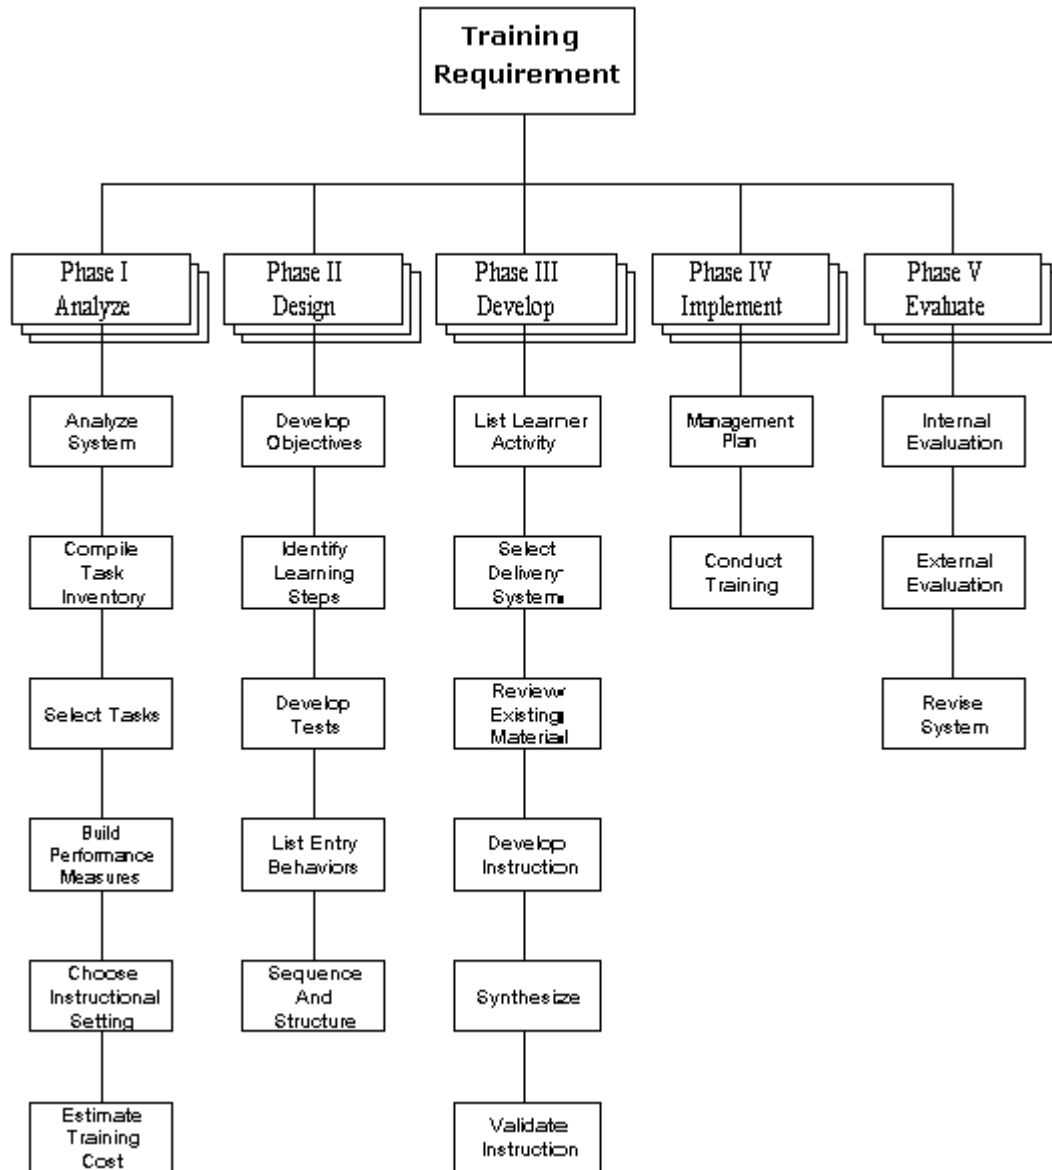 Training
Requirement
Phase I
Analyze
Phase II
Design
Phase III
Develop
Phase IV
Implement
Phase V
Evaluate
Analyze
System
Develop
Objectives
List Learner
Activity
Management
Plan
Internal
Evaluation
Compile
Task
Inventory
Identify
Learning
Steps
Select
Delivery
System
Conduct
Training
External
Evaluation
Select Tasks
Develop
Tests
Review
Existing
Material
Revise
System
Build
Performance
Measures
List Entry
Behaviors
Develop
Instruction
Choose
Instructional
Setting
Sequence
And
Structure
Synthesize
Estimate
Training
Cost
Validate
Instruction